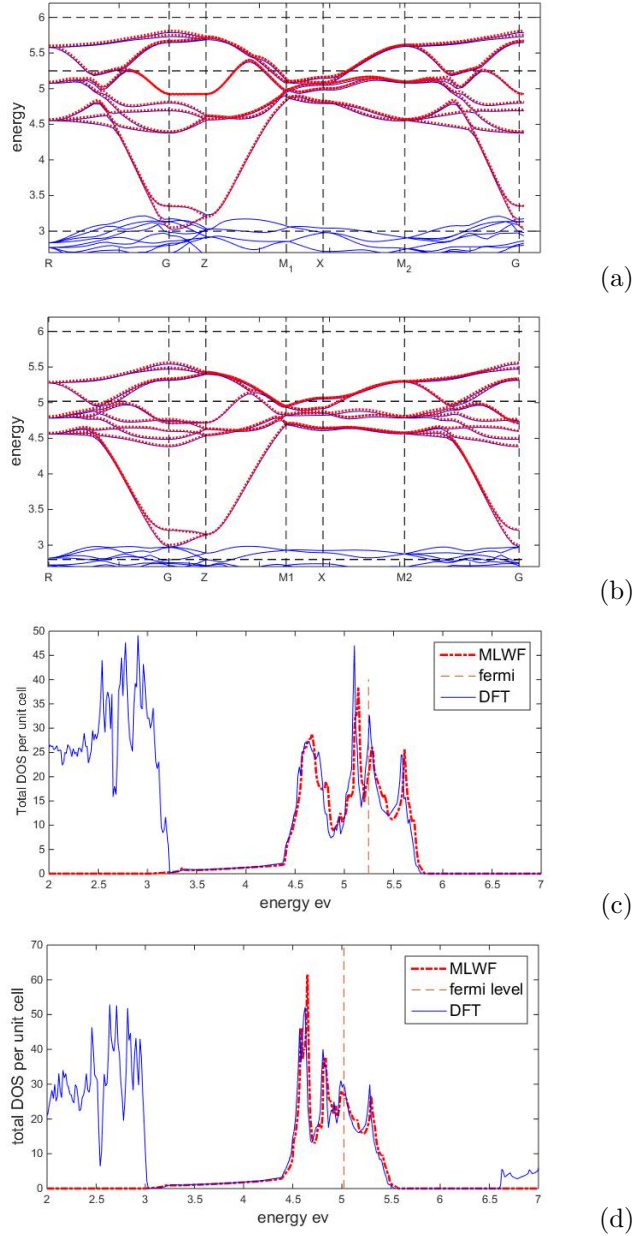 6
5.5
5
4.5
4
3.5
3
energy
R G Z M1 X M2 G
(a)
6
5.5
5
4.5
4
3.5
3
energy
R G Z M1 X M2 G
(b)
50
45
40
35
30
25
20
15
10
5
0
Total DOS per unit cell
MLWF
fermi
DFT
2 2.5 3 3.5 4 4.5 5 5.5 6 6.5 7
energy ev
(c)
70
60
50
40
30
20
10
0
total DOS per unit cell
MLWF
fermi level
DFT
2 2.5 3 3.5 4 4.5 5 5.5 6 6.5 7
energy ev
(d)